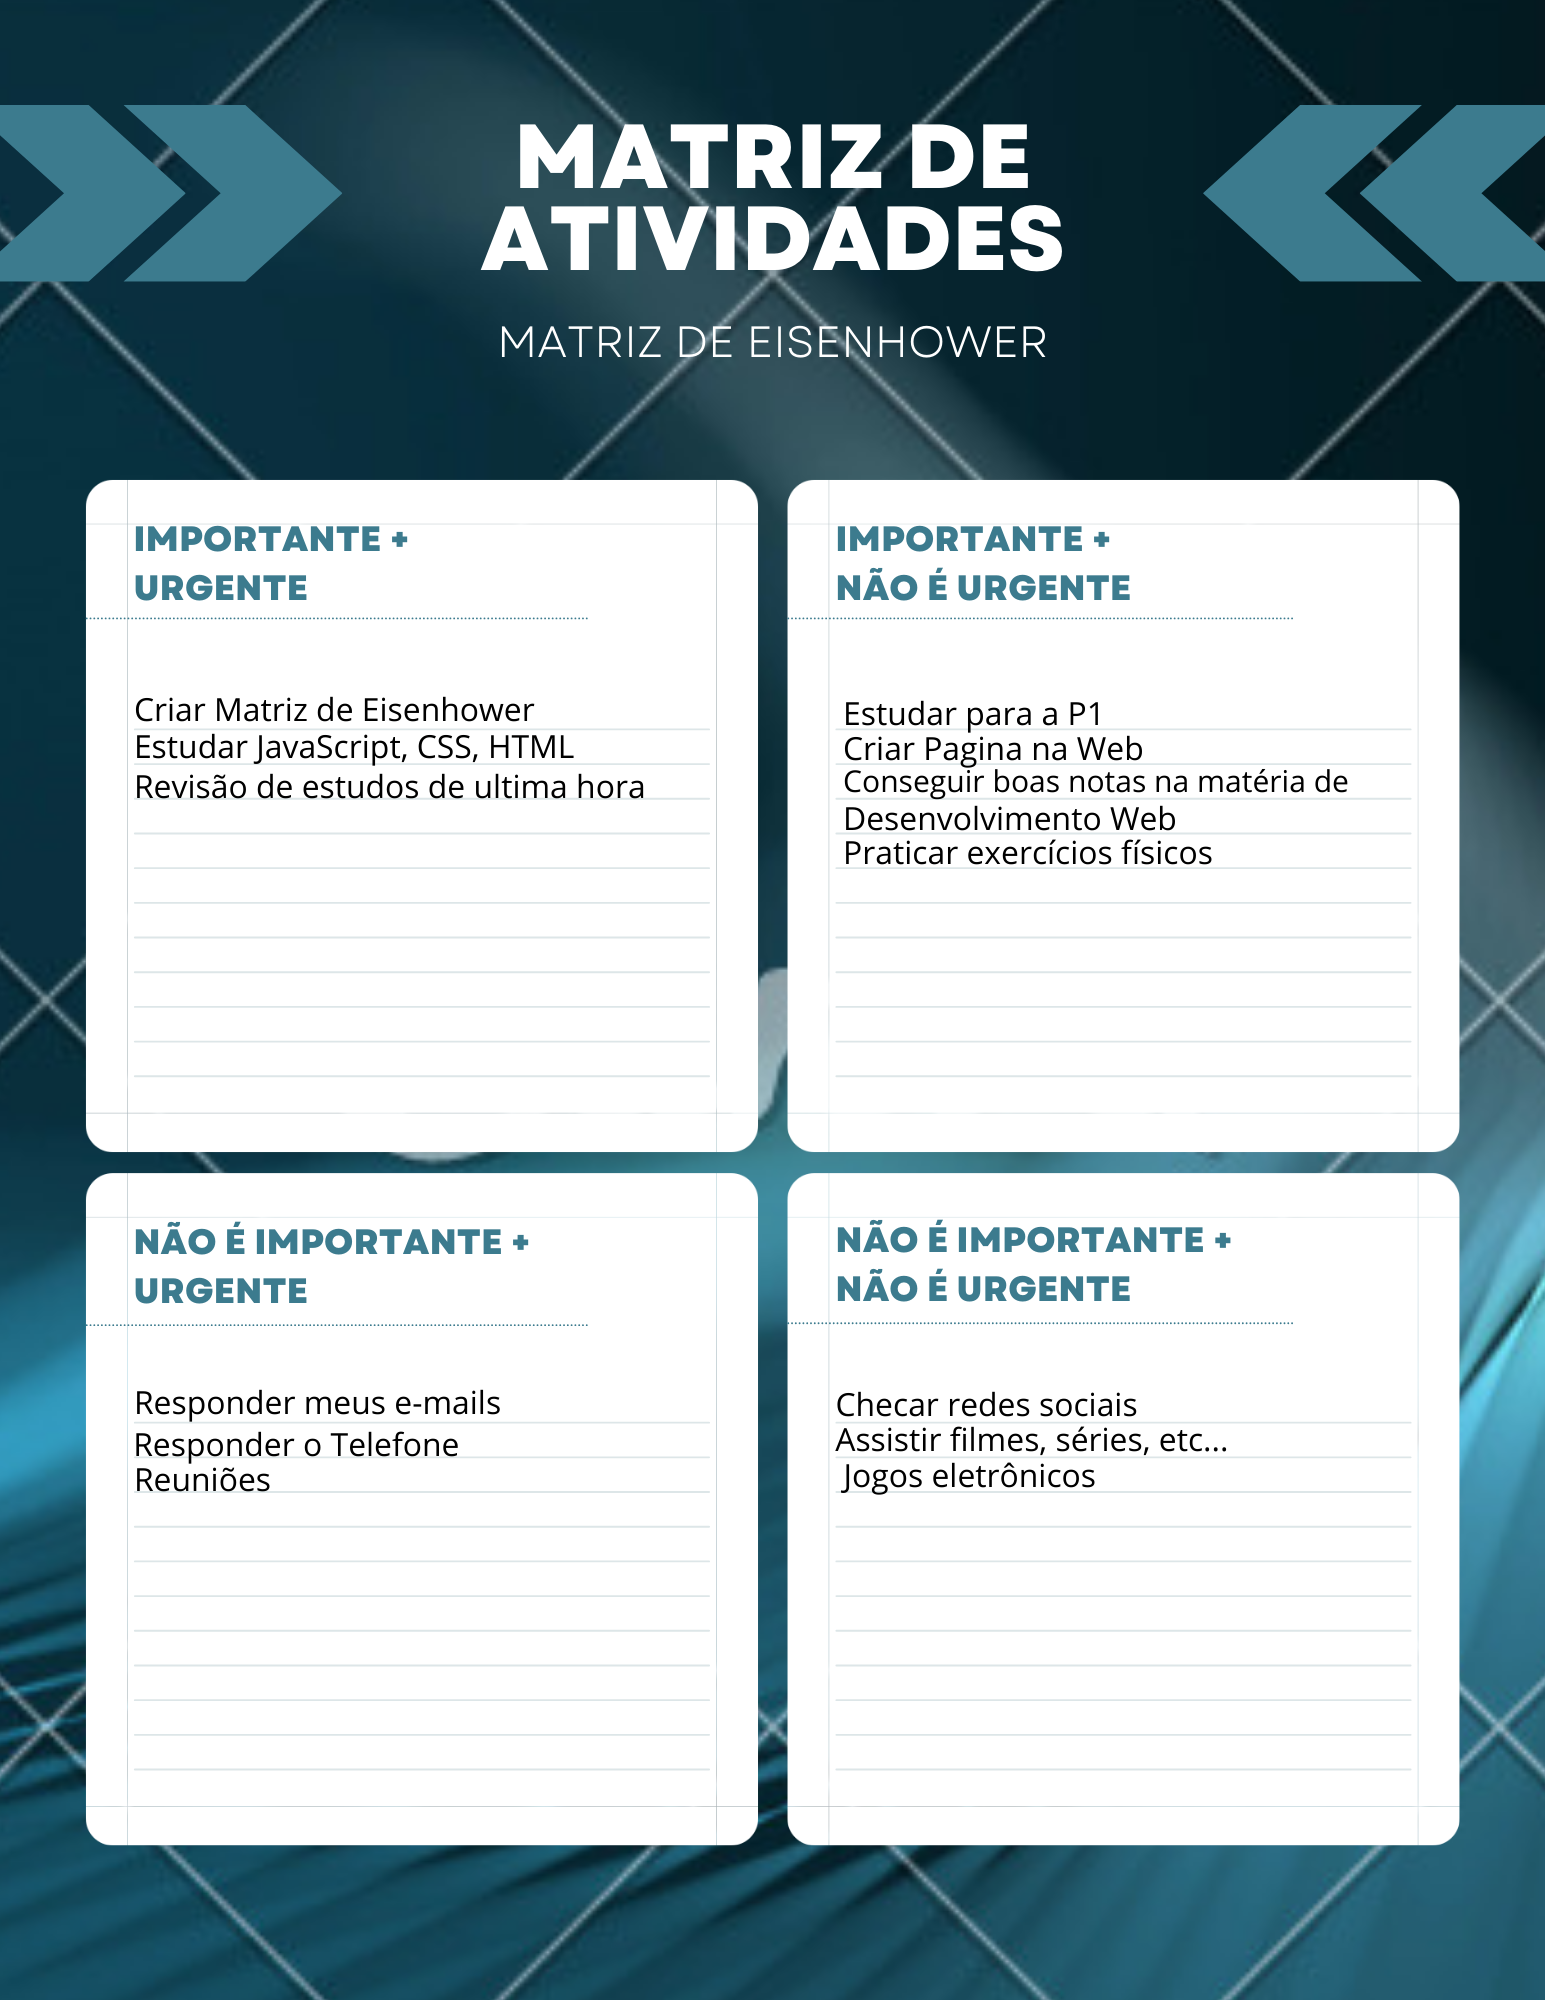 MATRIZ DE
ATIVIDADES
MATRIZ DE EISENHOWER
IMPORTANTE +
URGENTE
Criar Matriz de Eisenhower
Estudar JavaScript, CSS, HTML
Revisão de estudos de ultima hora
IMPORTANTE +
NÃO É URGENTE
Estudar para a P1
Criar Pagina na Web
Conseguir boas notas na matéria de
Desenvolvimento Web
Praticar exercícios físicos
NÃO É IMPORTANTE +
URGENTE
Responder meus e-mails
Responder o Telefone
Reuniões
NÃO É IMPORTANTE +
NÃO É URGENTE
Checar redes sociais
Assistir filmes, séries, etc...
Jogos eletrônicos